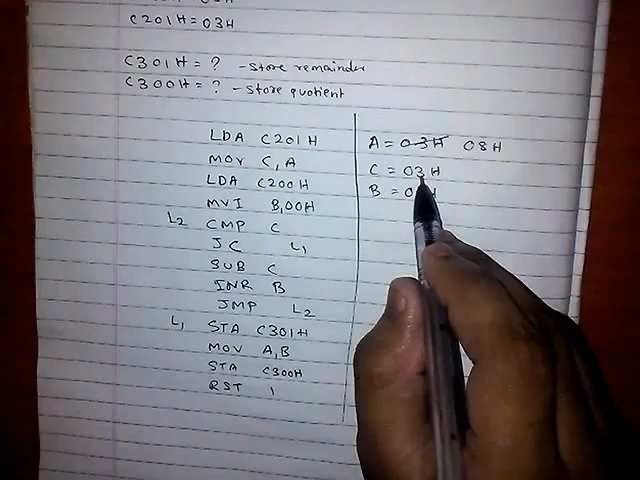 C201H = 03H
C301H = ? - store remainder
C300H = ? - store quotient
LDA C201H
MOV C, A
LDA C200H
MVI B, 00H
L2 CMP C
JC L1
SUB C
INR B
JMP L2
L1 STA C301H
MOV A, B
STA C300H
RST 1
A = 03H 08H
C = 03H
B = 0 H